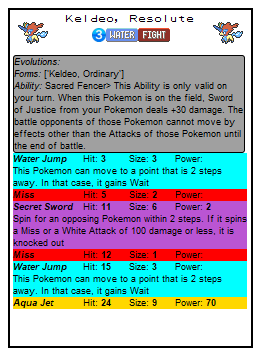 Keldeo, Resolute
3 WATER FIGHT
Evolutions:
Forms: ['Keldeo, Ordinary']
Ability: Sacred Fencer> This Ability is only valid on
your turn. When this Pokemon is on the field, Sword
of Justice from your Pokemon deals +30 damage. The
battle opponents of those Pokemon cannot move by
effects other than the Attacks of those Pokemon until
the end of battle.
Water Jump Hit: 3 Size: 3 Power:
This Pokemon can move to a point that is 2 steps
away. In that case, it gains Wait
Miss Hit: 5 Size: 2 Power:
Secret Sword Hit: 11 Size: 6 Power: 2
Spin for an opposing Pokemon within 2 steps. If it spins
a Miss or a White Attack of 100 damage or less, it is
knocked out
Miss Hit: 12 Size: 1 Power:
Water Jump Hit: 15 Size: 3 Power:
This Pokemon can move to a point that is 2 steps
away. In that case, it gains Wait
Aqua Jet Hit: 24 Size: 9 Power: 70